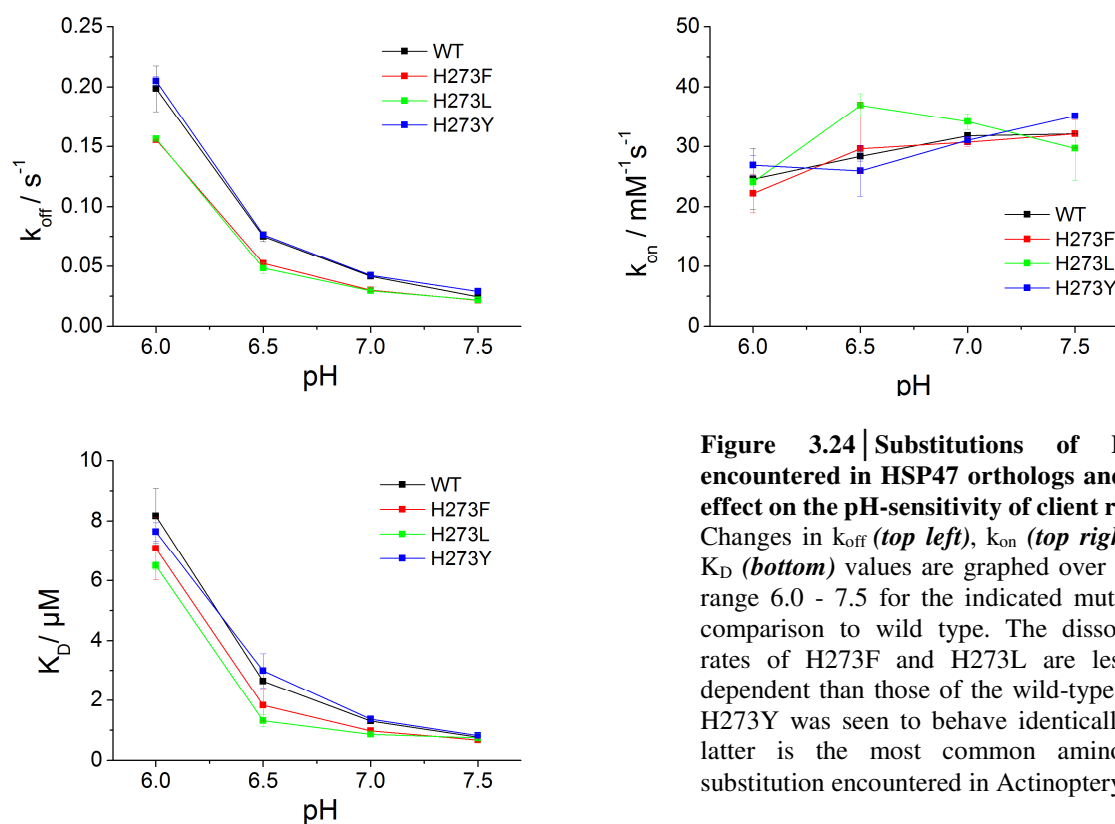 0.25
0.20
0.15
0.10
0.05
0.00
k_off / s⁻¹
WT
H273F
H273L
H273Y
6.0 6.5 7.0 7.5
pH
50
40
30
20
10
0
k_on / mM⁻¹s⁻¹
WT
H273F
H273L
H273Y
6.0 6.5 7.0 7.5
pH
10
8
6
4
2
0
K_D / µM
WT
H273F
H273L
H273Y
6.0 6.5 7.0 7.5
pH
Figure 3.24│Substitutions of
encountered in HSP47 orthologs and
effect on the pH-sensitivity of client
Changes in k_off (top left), k_on (top
K_D (bottom) values are graphed over
range 6.0 - 7.5 for the indicated
comparison to wild type. The
rates of H273F and H273L are
dependent than those of the wild-type
H273Y was seen to behave
latter is the most common
substitution encountered in